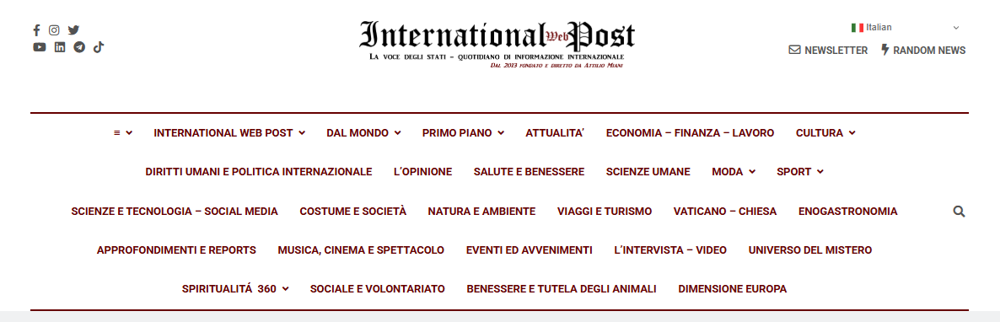 International Web Post
LA VOCE DEGLI STATI – QUOTIDIANO DI INFORMAZIONE INTERNAZIONALE
DAL 2013 FONDATO E DIRETTO DA ATTILIO MIANI
Italian
NEWSLETTER RANDOM NEWS
≡ INTERNATIONAL WEB POST DAL MONDO PRIMO PIANO ATTUALITA’ ECONOMIA – FINANZA – LAVORO CULTURA
DIRITTI UMANI E POLITICA INTERNAZIONALE L’OPINIONE SALUTE E BENESSERE SCIENZE UMANE MODA SPORT
SCIENZE E TECNOLOGIA – SOCIAL MEDIA COSTUME E SOCIETÀ NATURA E AMBIENTE VIAGGI E TURISMO VATICANO – CHIESA ENOGASTRONOMIA
APPROFONDIMENTI E REPORTS MUSICA, CINEMA E SPETTACOLO EVENTI ED AVVENIMENTI L’INTERVISTA – VIDEO UNIVERSO DEL MISTERO
SPIRITUALITÁ 360 SOCIALE E VOLONTARIATO BENESSERE E TUTELA DEGLI ANIMALI DIMENSIONE EUROPA